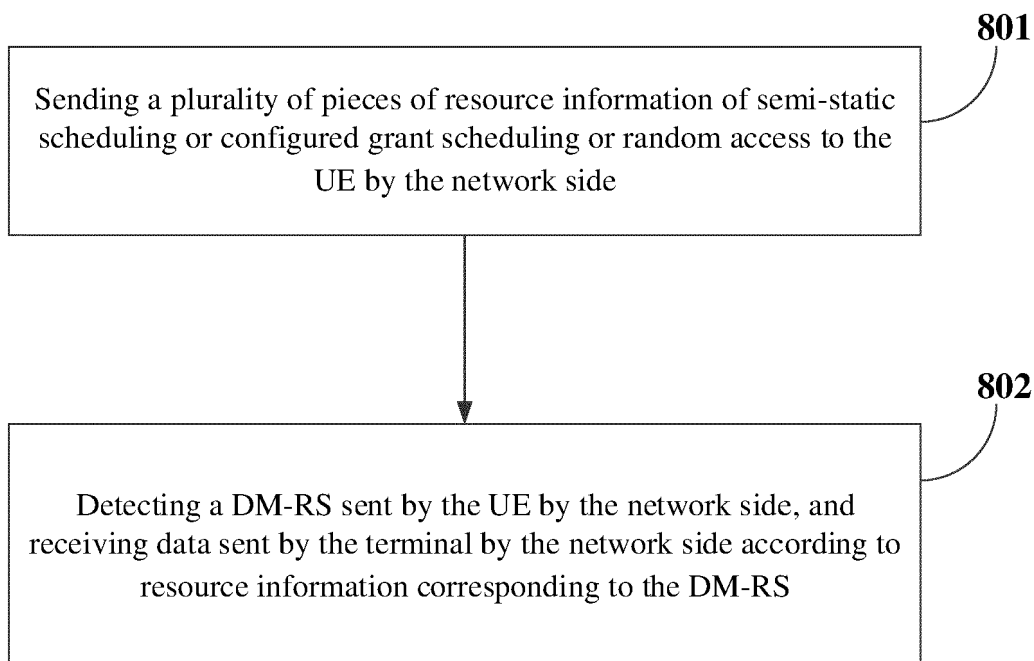 801
Sending a plurality of pieces of resource information of semi-static
scheduling or configured grant scheduling or random access to the
UE by the network side
802
Detecting a DM-RS sent by the UE by the network side, and
receiving data sent by the terminal by the network side according to
resource information corresponding to the DM-RS